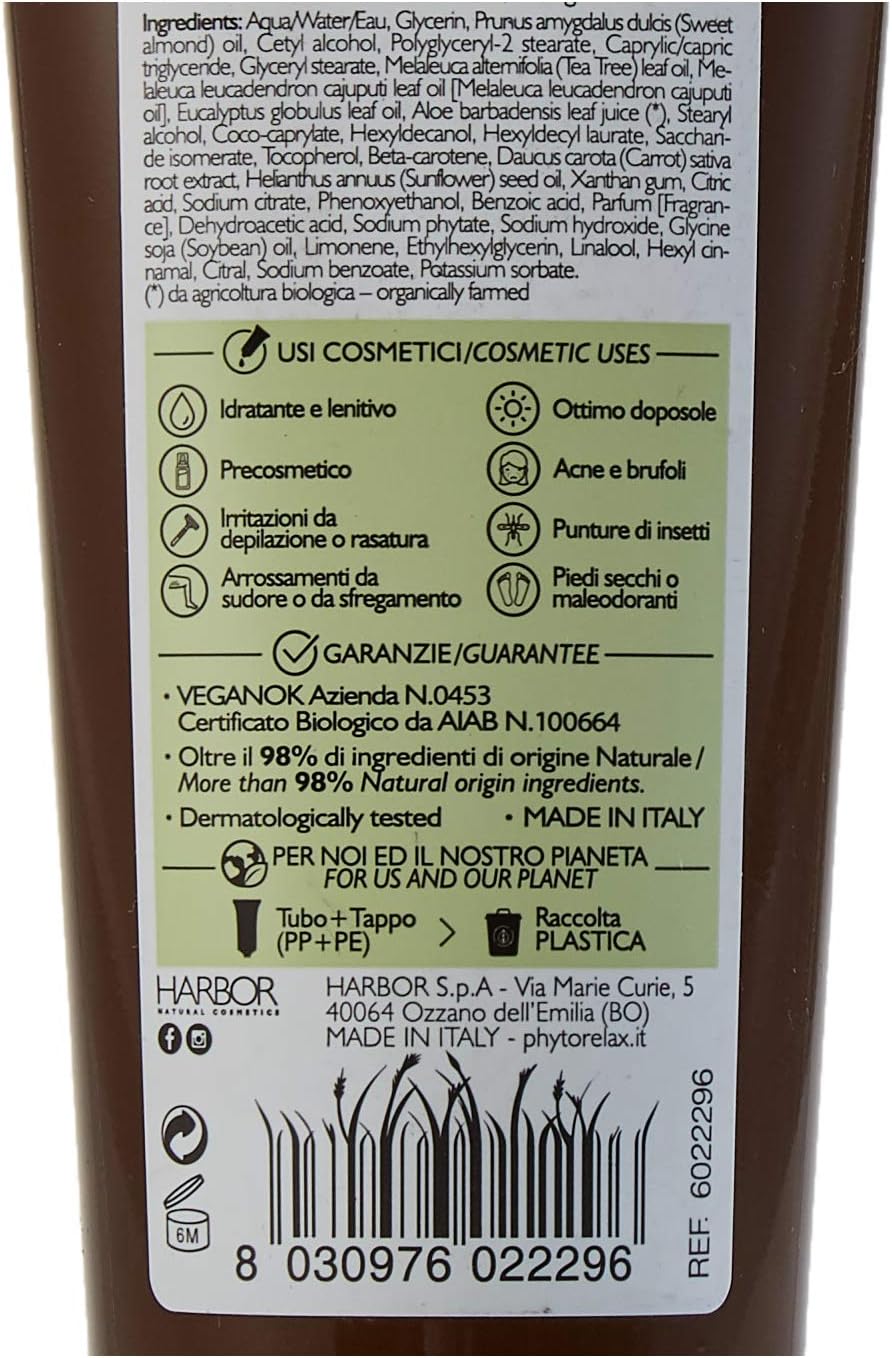 Ingredients: Aqua/Water/Eau, Glycerin, Prunus amygdalus dulcis (Sweet
almond) oil, Cetyl alcohol, Polyglyceryl-2 stearate, Caprylic/capric
triglyceride, Glyceryl stearate, Melaleuca alternifolia (Tea Tree) leaf oil, Me-
laleuca leucadendron cajuputi leaf oil [Melaleuca leucadendron cajuputi
oil], Eucalyptus globulus leaf oil, Aloe barbadensis leaf juice (*), Stearyl
alcohol, Coco-caprylate, Hexyldecanol, Hexyldecyl laurate, Sacchari-
de isomerate, Tocopherol, Beta-carotene, Daucus carota (Carrot) sativa
root extract, Helianthus annuus (Sunflower) seed oil, Xanthan gum, Citric
acid, Sodium citrate, Phenoxyethanol, Benzoic acid, Parfum [Fragran-
ce], Dehydroacetic acid, Sodium phytate, Sodium hydroxide, Glycine
soja (Soybean) oil, Limonene, Ethylhexylglycerin, Linalool, Hexyl cin-
namal, Citral, Sodium benzoate, Potassium sorbate.
(*) da agricoltura biologica – organically farmed
USI COSMETICI/COSMETIC USES
Idratante e lenitivo
Ottimo doposole
Precosmetico
Acne e brufoli
Irritazioni da
depilazione o rasatura
Punture di insetti
Arrossamenti da
sudore o da sfregamento
Piedi secchi o
maleodoranti
GARANZIE/GUARANTEE
• VEGANOK Azienda N.0453
Certificato Biologico da AIAB N.100664
• Oltre il 98% di ingredienti di origine Naturale /
More than 98% Natural origin ingredients.
• Dermatologically tested • MADE IN ITALY
PER NOI ED IL NOSTRO PIANETA
FOR US AND OUR PLANET
Tubo+Tappo
(PP+PE)
>
Raccolta
PLASTICA
HARBOR
NATURAL COSMETICS
HARBOR S.p.A - Via Marie Curie, 5
40064 Ozzano dell'Emilia (BO)
MADE IN ITALY - phytorelax.it
6M
8 030976 022296
REF. 6022296